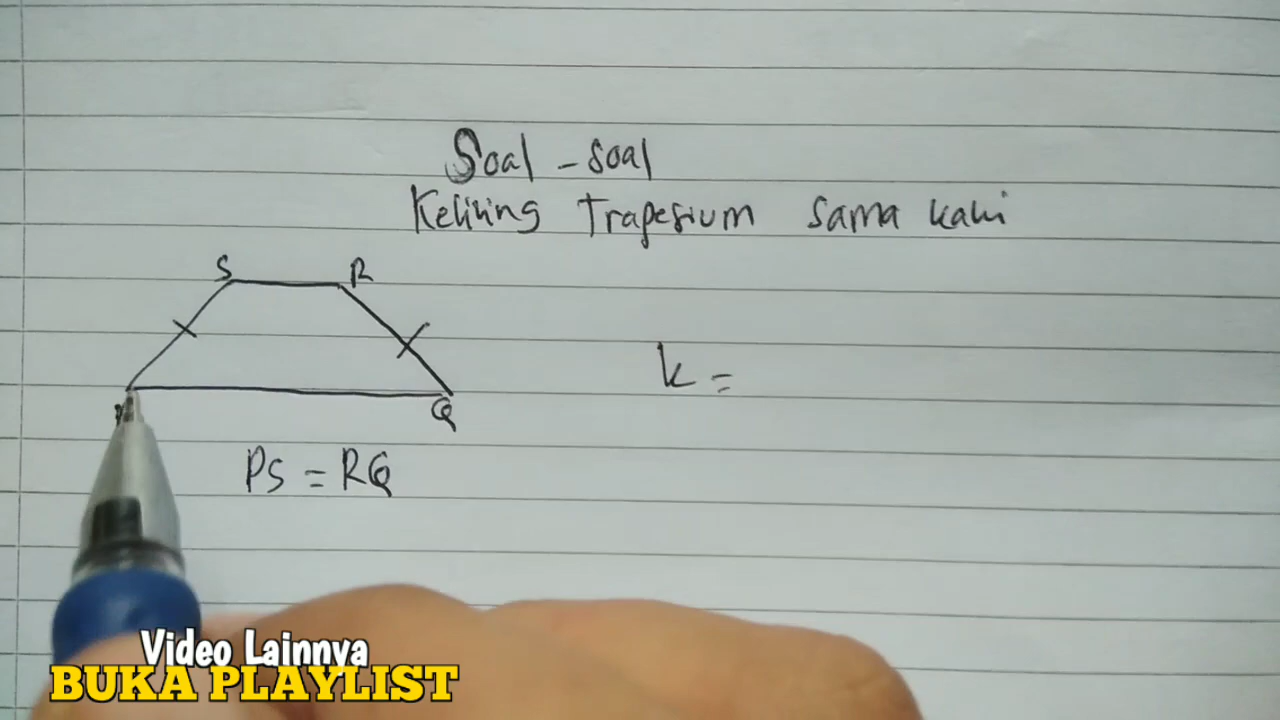 Soal - soal
Keliling Trapesium sama kaki
S R
K =
Q
PS = RQ
Video Lainnya
BUKA PLAYLIST